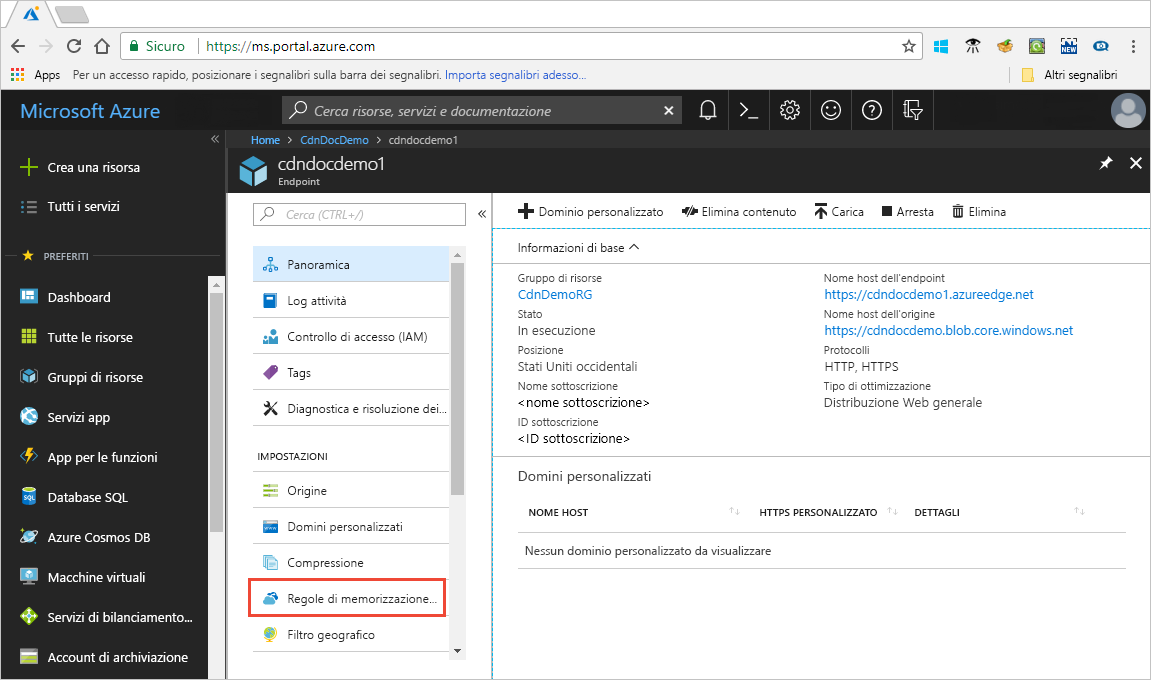 Sicuro https://ms.portal.azure.com
NEW
Apps Per un accesso rapido, posizionare i segnalibri sulla barra dei segnalibri. Importa segnalibri adesso... Altri segnalibri
Microsoft Azure Cerca risorse, servizi e documentazione
Crea una risorsa
Tutti i servizi
PREFERITI
Dashboard
Tutte le risorse
Gruppi di risorse
Servizi app
App per le funzioni
Database SQL
Azure Cosmos DB
Macchine virtuali
Servizi di bilanciamento...
Account di archiviazione
Home > CdnDocDemo > cdndocdemo1
cdndocdemo1
Endpoint
Cerca (CTRL+/)
Panoramica
Log attività
Controllo di accesso (IAM)
Tags
Diagnostica e risoluzione dei...
IMPOSTAZIONI
Origine
Domini personalizzati
Compressione
Regole di memorizzazione...
Filtro geografico
Dominio personalizzato Elimina contenuto Carica Arresta Elimina
Informazioni di base
Gruppo di risorse
CdnDemoRG
Stato
In esecuzione
Posizione
Stati Uniti occidentali
Nome sottoscrizione
<nome sottoscrizione>
ID sottoscrizione
<ID sottoscrizione>
Nome host dell'endpoint
https://cdndocdemo1.azureedge.net
Nome host dell'origine
https://cdndocdemo.blob.core.windows.net
Protocolli
HTTP, HTTPS
Tipo di ottimizzazione
Distribuzione Web generale
Domini personalizzati
NOME HOST HTTPS PERSONALIZZATO DETTAGLI
Nessun dominio personalizzato da visualizzare